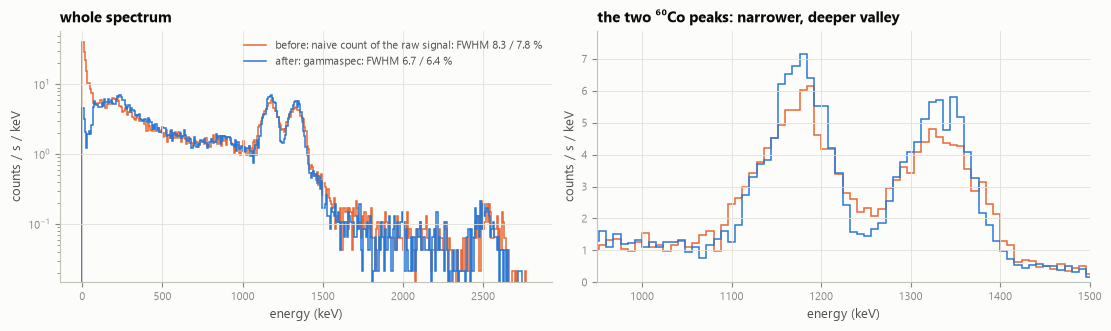 whole spectrum
before: naive count of the raw signal: FWHM 8.3 / 7.8 %
after: gammaspec: FWHM 6.7 / 6.4 %
counts / s / keV
10¹
10⁰
10⁻¹
0 500 1000 1500 2000 2500
energy (keV)
the two ⁶⁰Co peaks: narrower, deeper valley
counts / s / keV
7
6
5
4
3
2
1
0
1000 1100 1200 1300 1400 1500
energy (keV)